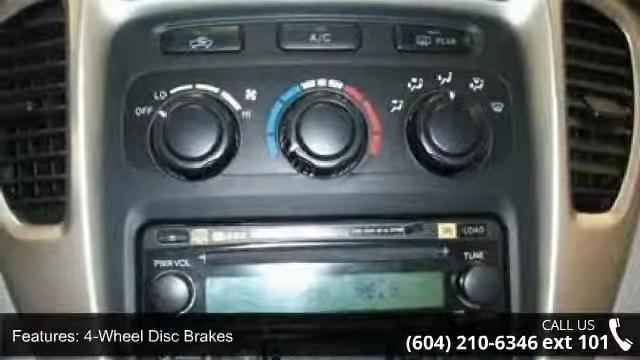 A/C
REAR
LO
OFF
HI
LOAD
PWR VOL
TUNE
Features: 4-Wheel Disc Brakes
CALL US
(604) 210-6346 ext 101